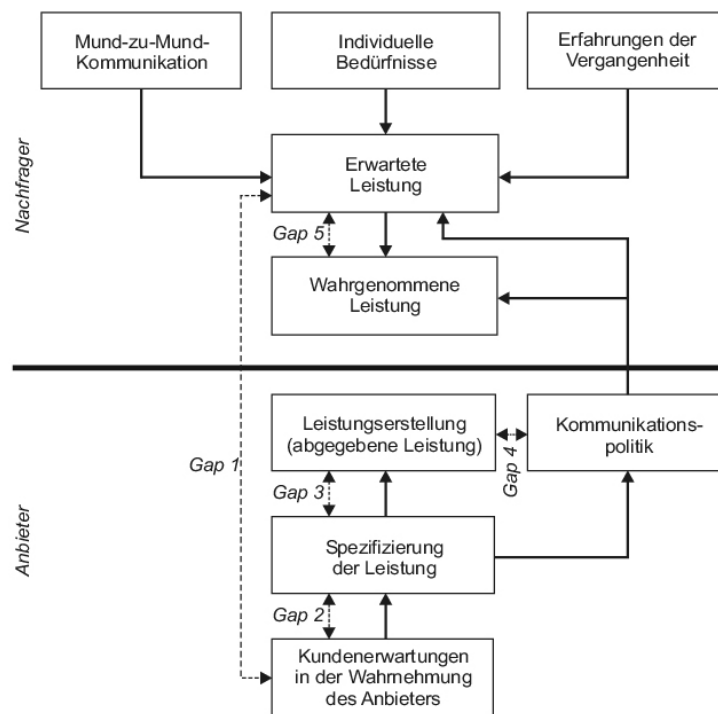 Mund-zu-Mund-
Kommunikation
Individuelle
Bedürfnisse
Erfahrungen der
Vergangenheit
Nachfrager
Erwartete
Leistung
Gap 5
Wahrgenommene
Leistung
Anbieter
Gap 1
Leistungserstellung
(abgegebene Leistung)
Gap 4
Kommunikations-
politik
Gap 3
Spezifizierung
der Leistung
Gap 2
Kundenerwartungen
in der Wahrnehmung
des Anbieters